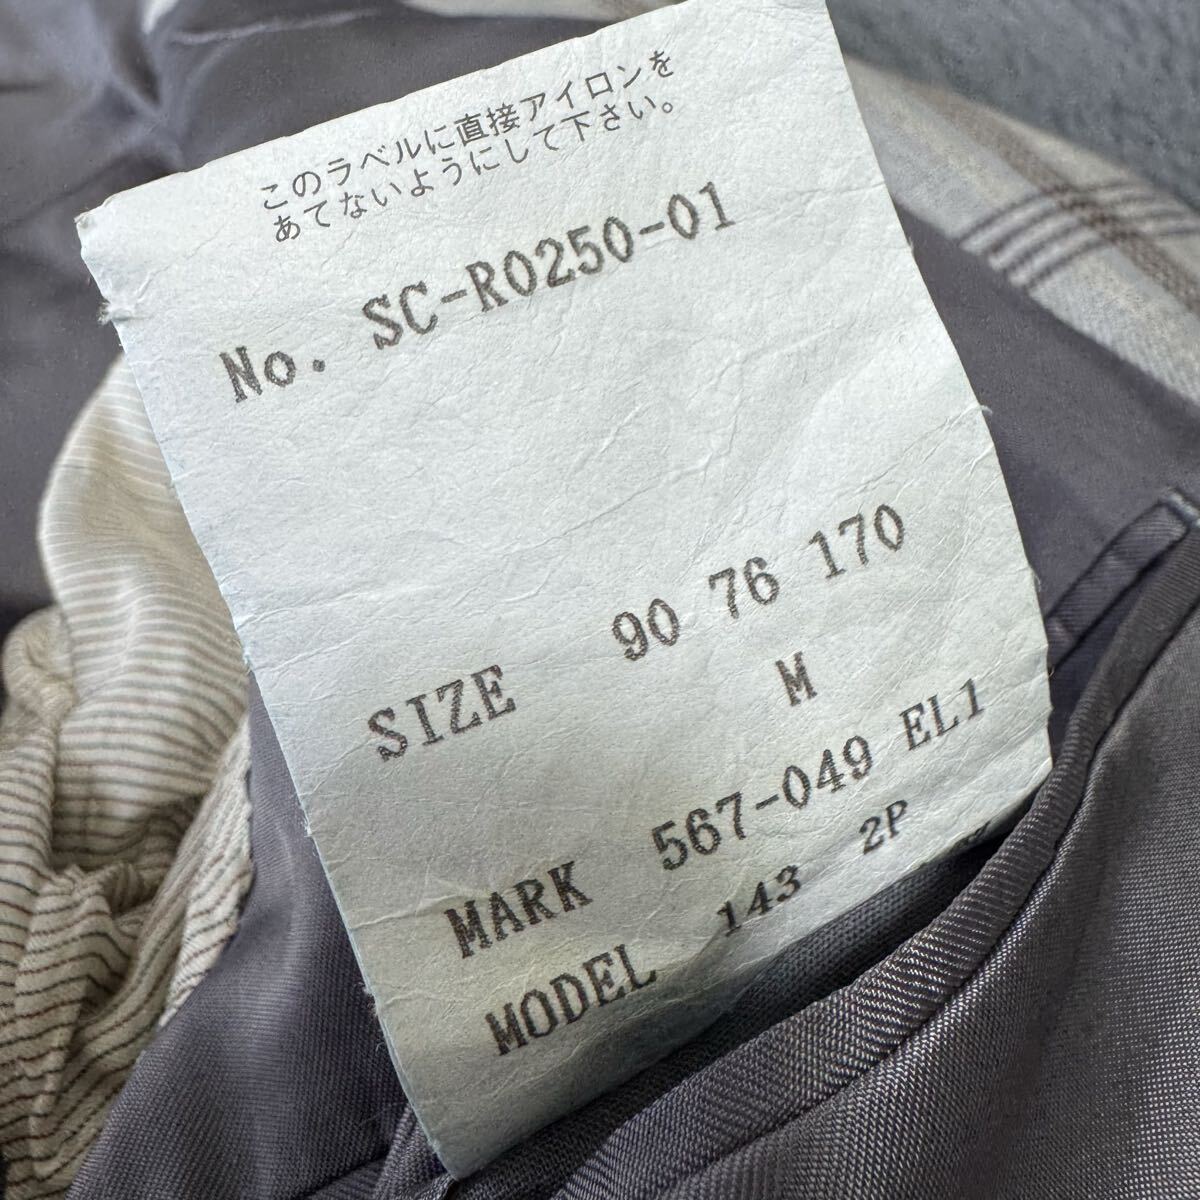 このラベルに直接アイロンを
あてないようにして下さい。
No. SC-R0250-01
SIZE 90 76 170
M
MARK 567-049 EL1
MODEL 143 2P